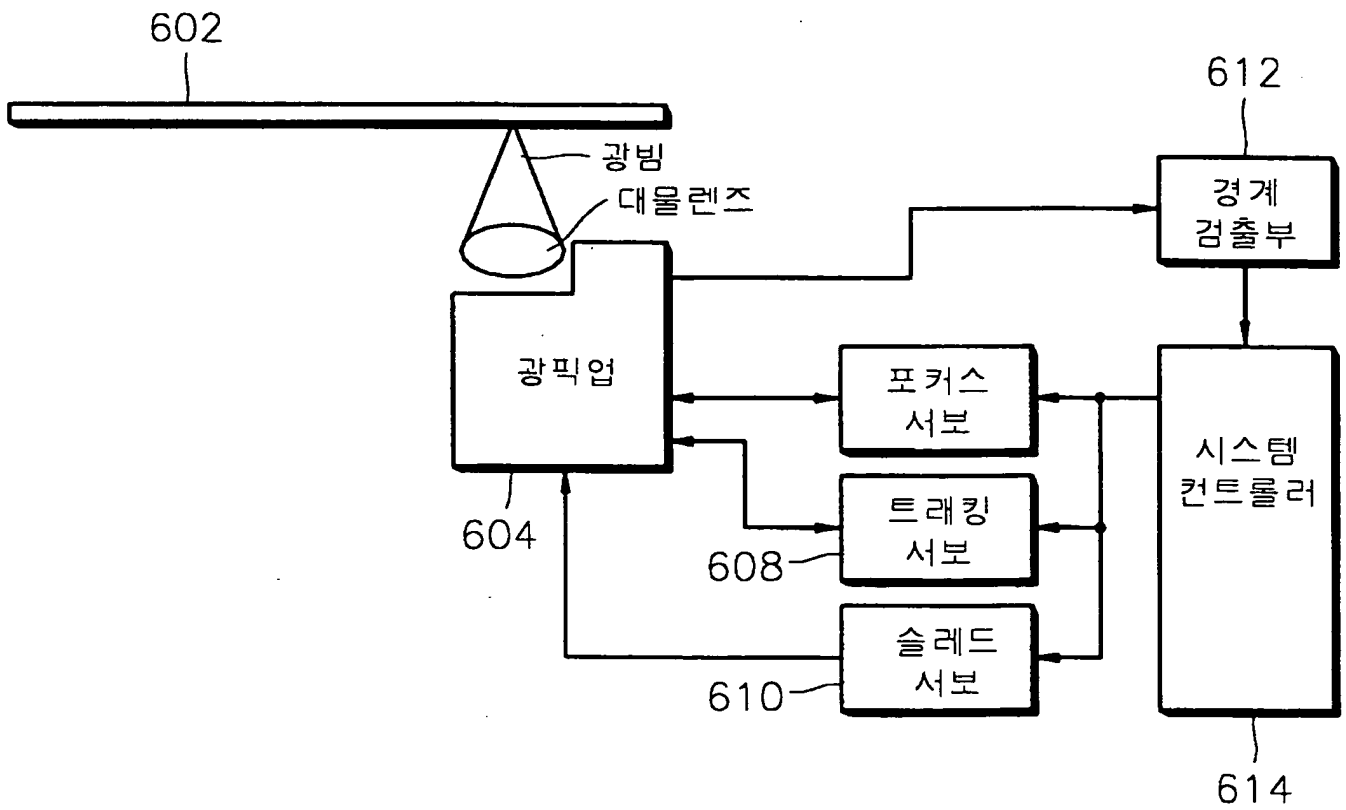 602
612
광빔
대물렌즈
경계
검출부
광픽업
포커스
서보
시스템
컨트롤러
604
트래킹
서보
608
슬레드
서보
610
614